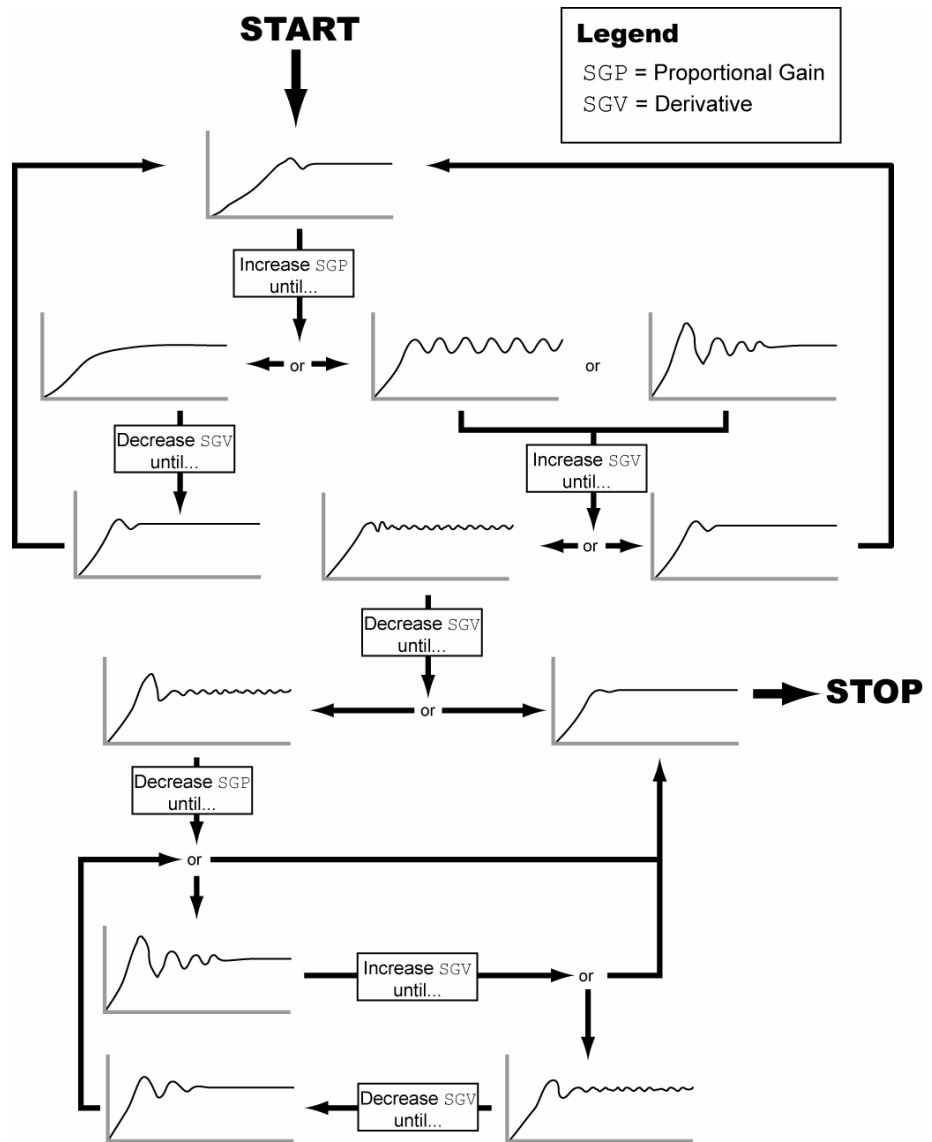 START
Legend
SGP = Proportional Gain
SGV = Derivative
Increase SGP
until...
or
or
Decrease SGV
until...
Increase SGV
until...
or
Decrease SGV
until...
or
STOP
Decrease SGP
until...
or
Increase SGV
until...
or
Decrease SGV
until...